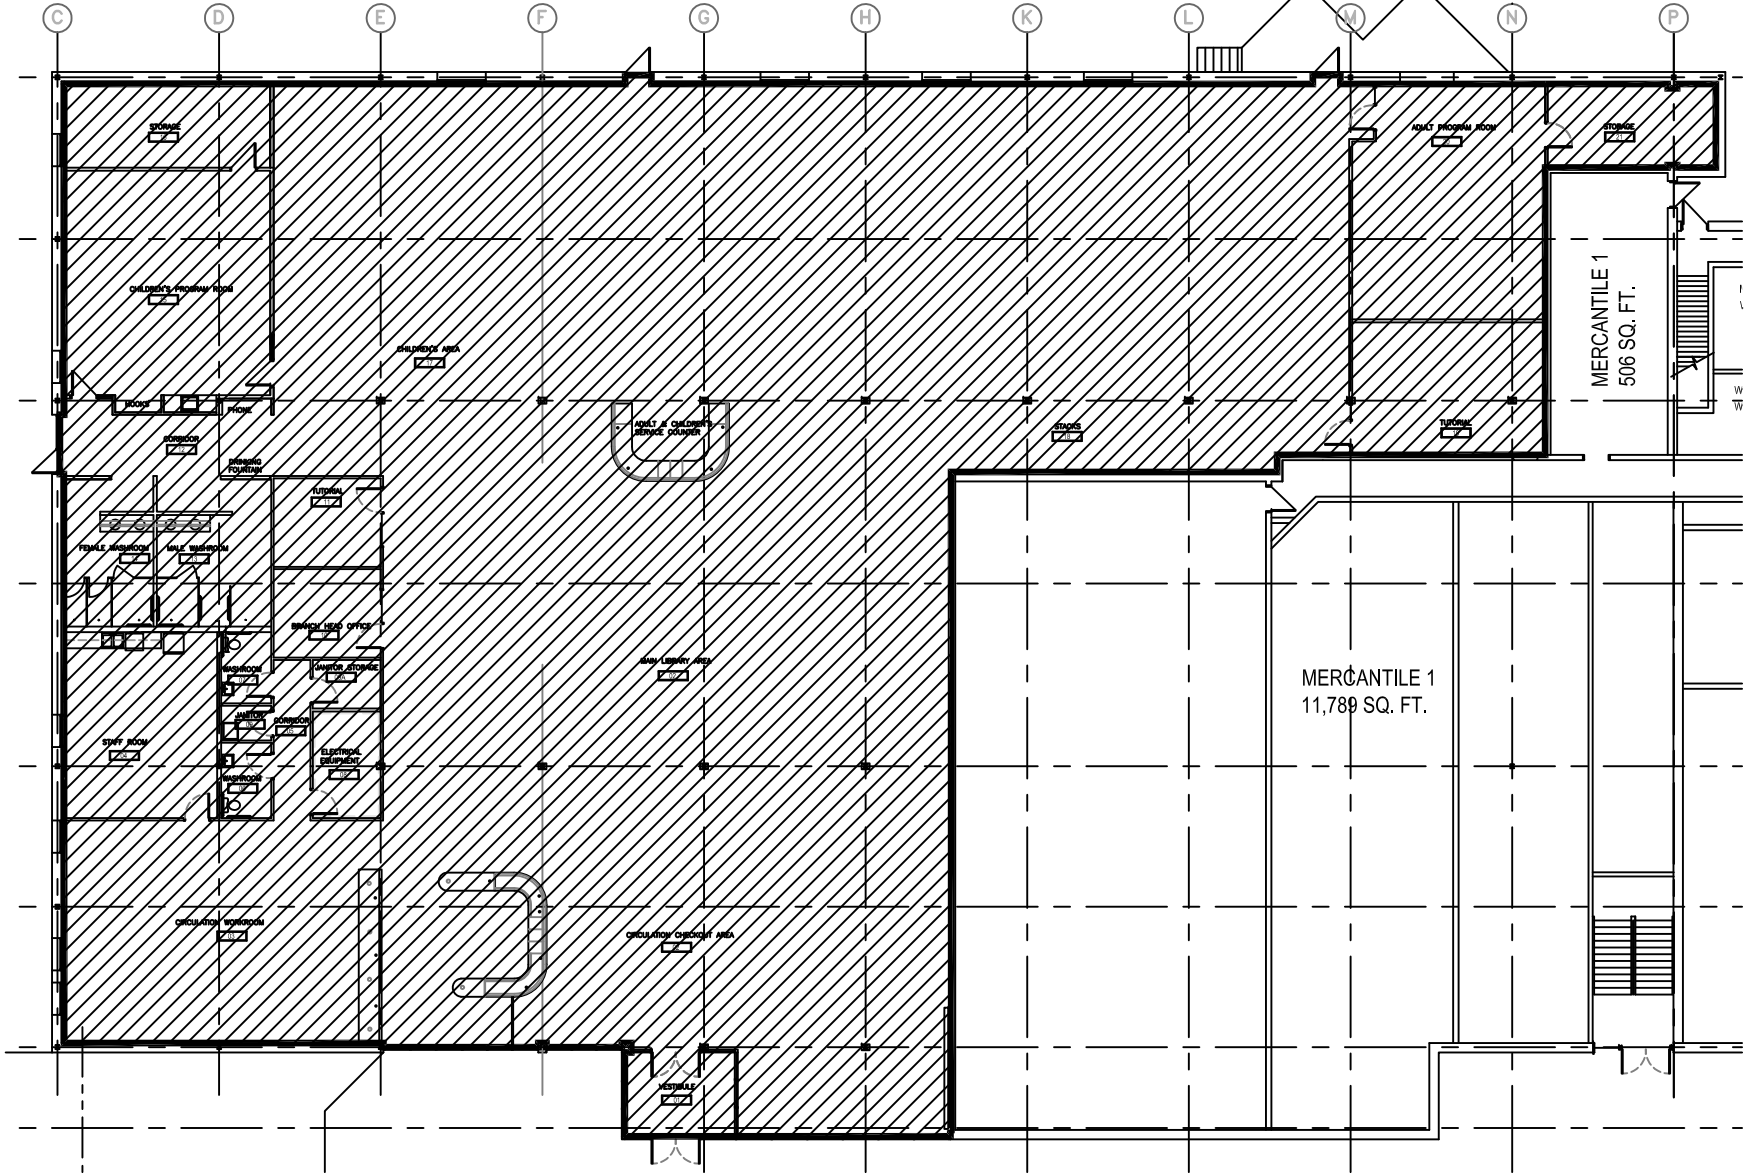 C D E F G H K L M N P
STORAGE
ADULT PROGRAM ROOM
STORAGE
CHILDREN'S PROGRAM ROOM
MERCANTILE 1
506 SQ. FT.
CHILDREN'S AREA
17
HOOKS
PHONE
ADULT & CHILDREN'S
SERVICE COUNTER
STACKS
TUTORIAL
CORRIDOR
DRINKING
FOUNTAIN
TUTORIAL
11
FEMALE WASHROOM
MALE WASHROOM
BRANCH HEAD OFFICE
MAIN LIBRARY AREA
WASHROOM
JANITOR STORAGE
MERCANTILE 1
11,789 SQ. FT.
JANITOR
CORRIDOR
STAFF ROOM
ELECTRICAL
EQUIPMENT
WASHROOM
CIRCULATION WORKROOM
CIRCULATION CHECKOUT AREA
VESTIBULE